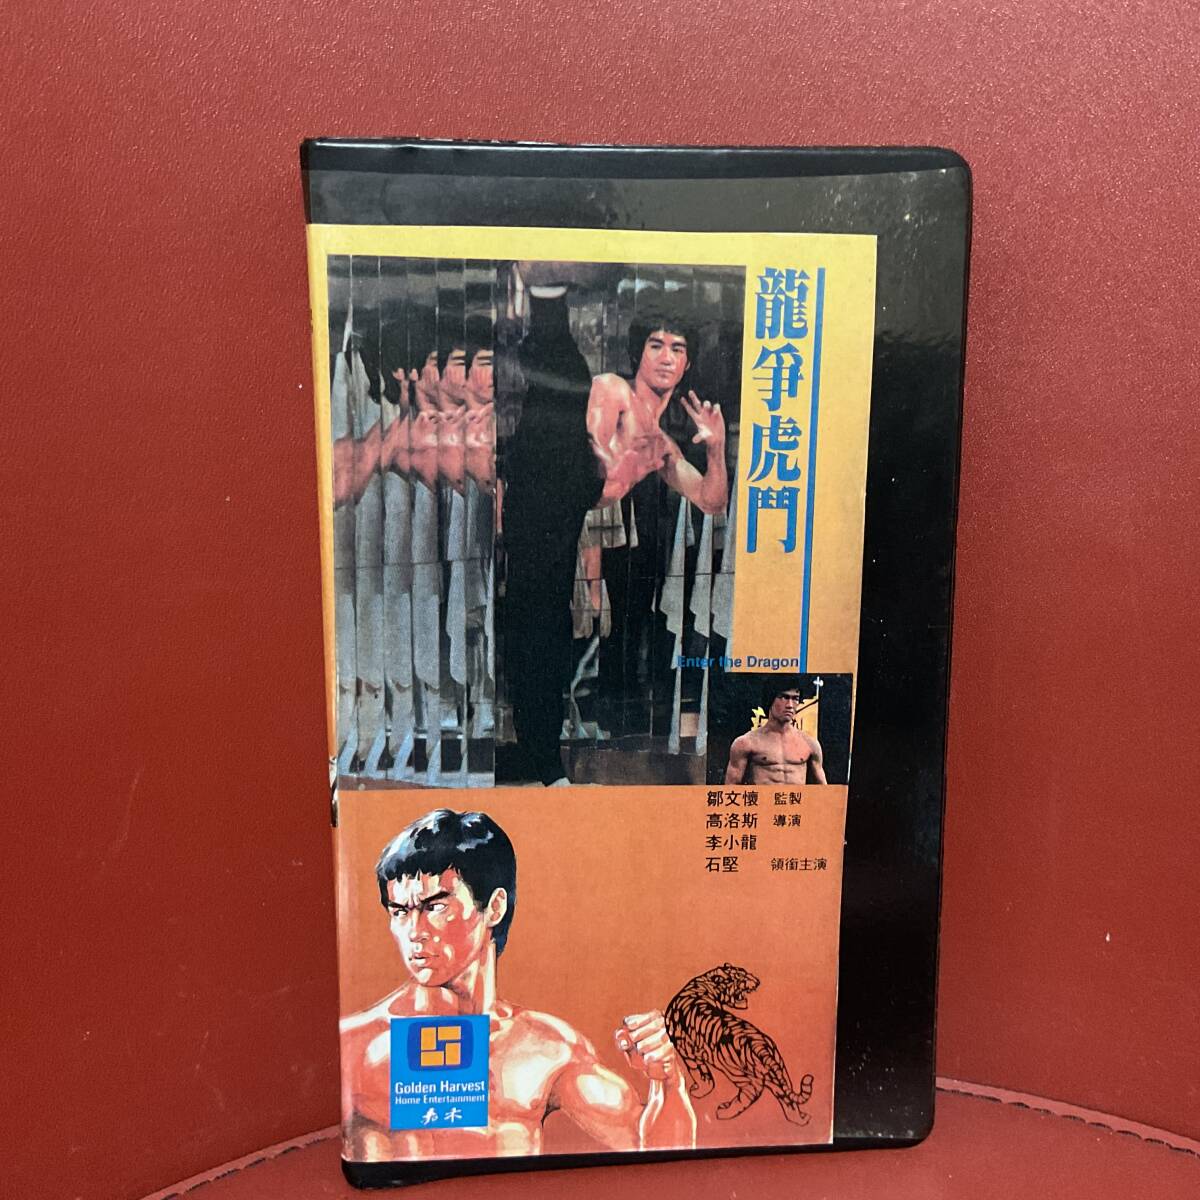 龍爭虎鬥
Enter the Dragon
鄒文懷 監製
高洛斯 導演
李小龍
石堅 領銜主演
Golden Harvest
Home Entertainment
嘉禾